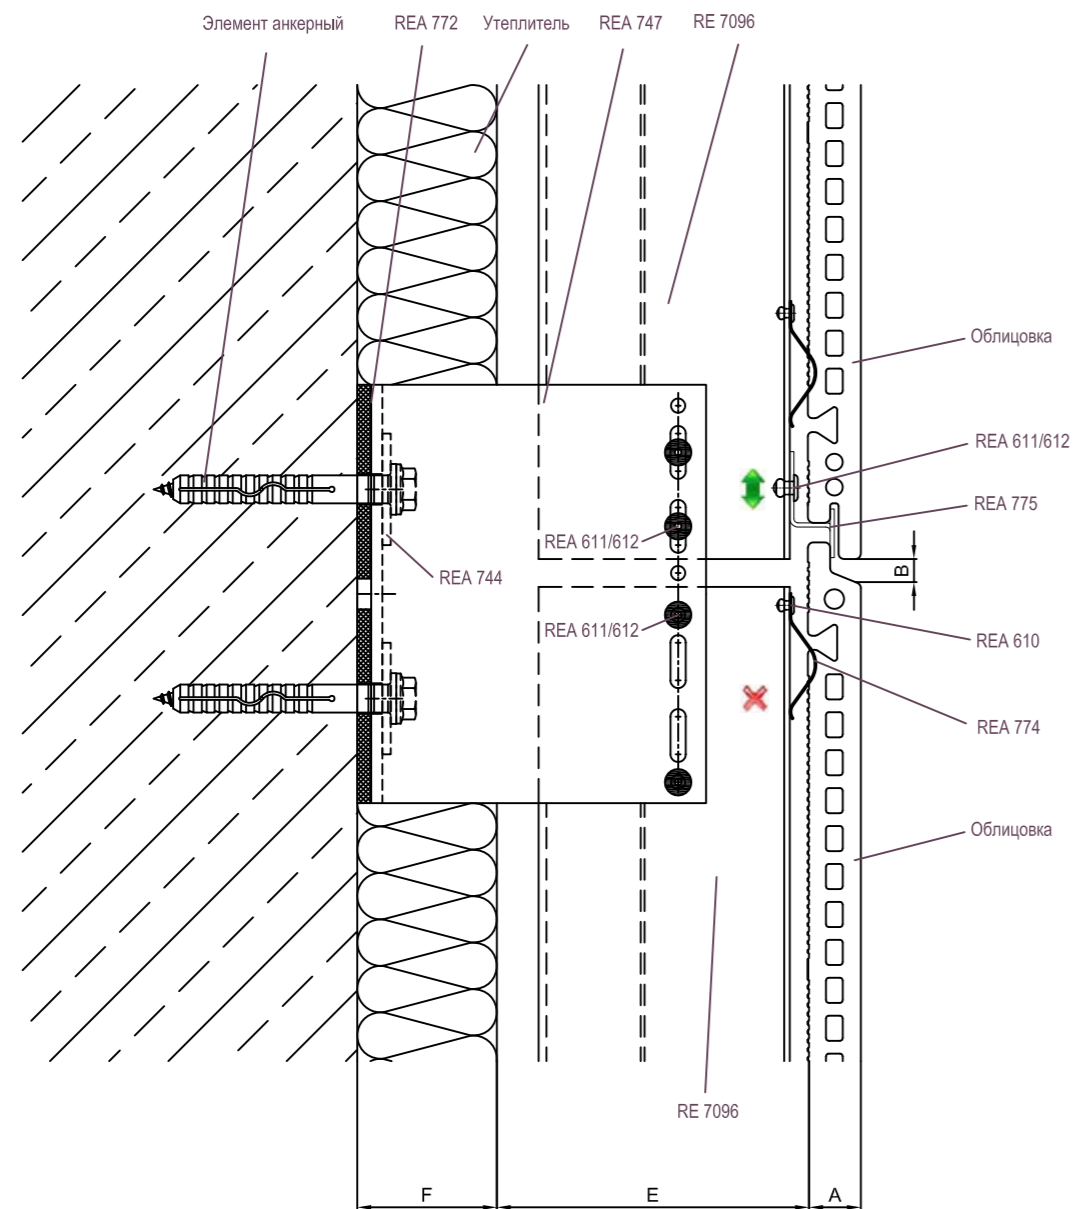 Элемент анкерный
REA 772
Утеплитель
REA 747
RE 7096
Облицовка
REA 611/612
REA 775
REA 611/612
B
REA 744
REA 611/612
REA 610
REA 774
Облицовка
RE 7096
F
E
A